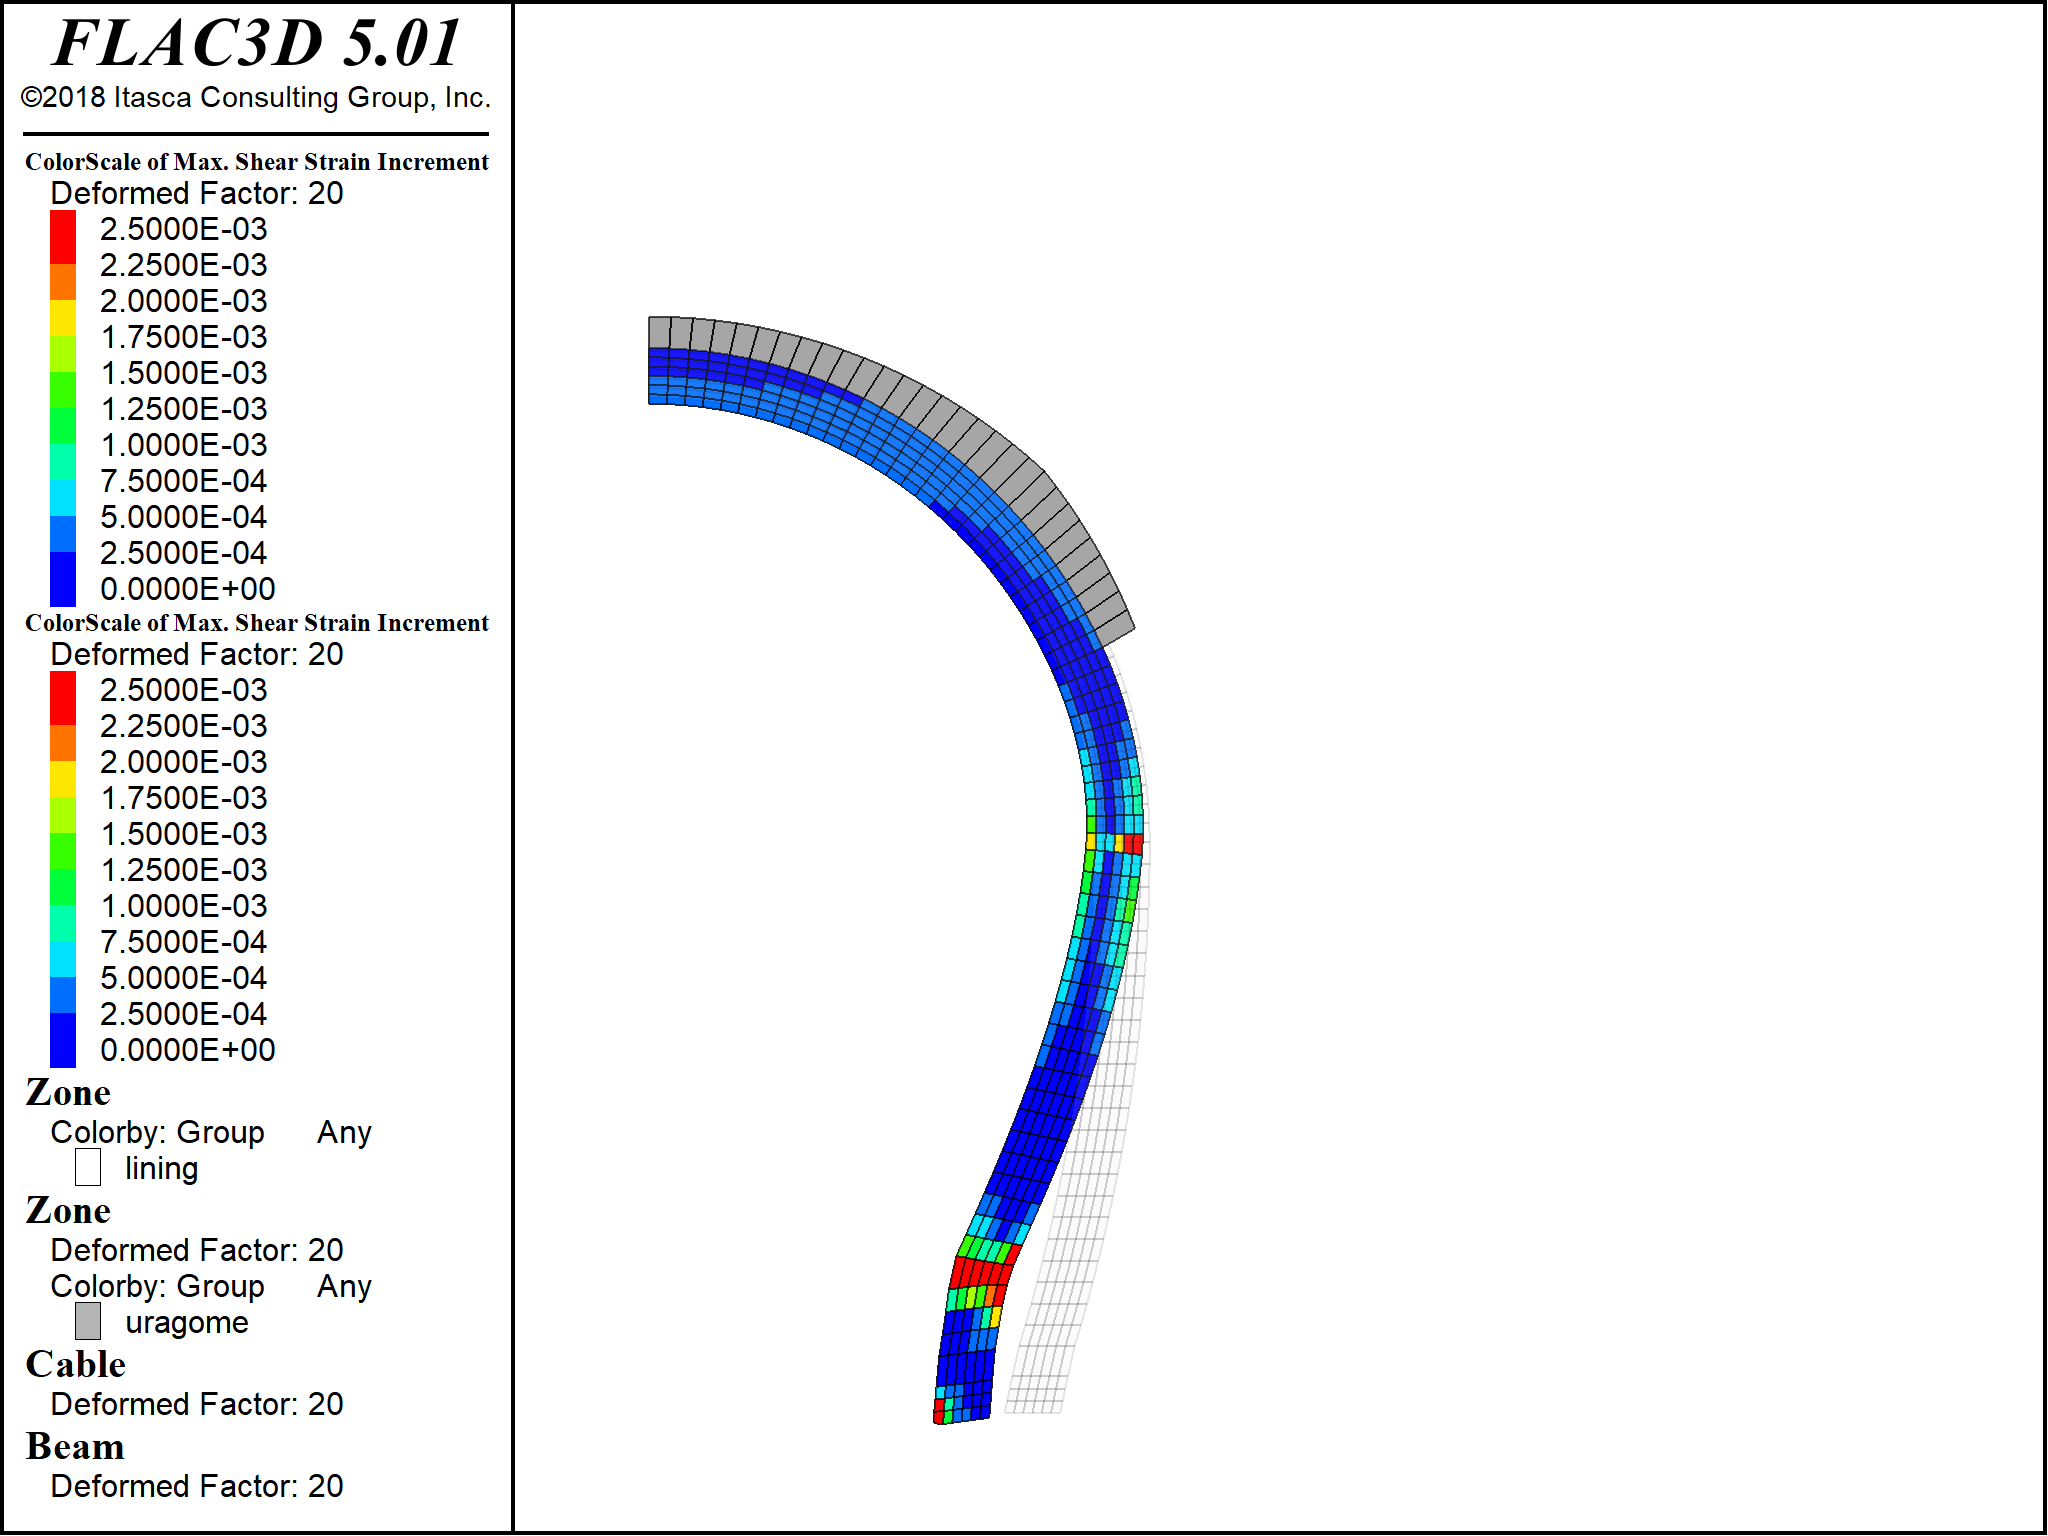 FLAC3D 5.01
©2018 Itasca Consulting Group, Inc.
ColorScale of Max. Shear Strain Increment
Deformed Factor: 20
2.5000E-03
2.2500E-03
2.0000E-03
1.7500E-03
1.5000E-03
1.2500E-03
1.0000E-03
7.5000E-04
5.0000E-04
2.5000E-04
0.0000E+00
ColorScale of Max. Shear Strain Increment
Deformed Factor: 20
2.5000E-03
2.2500E-03
2.0000E-03
1.7500E-03
1.5000E-03
1.2500E-03
1.0000E-03
7.5000E-04
5.0000E-04
2.5000E-04
0.0000E+00
Zone
Colorby: Group Any
lining
Zone
Deformed Factor: 20
Colorby: Group Any
uragome
Cable
Deformed Factor: 20
Beam
Deformed Factor: 20